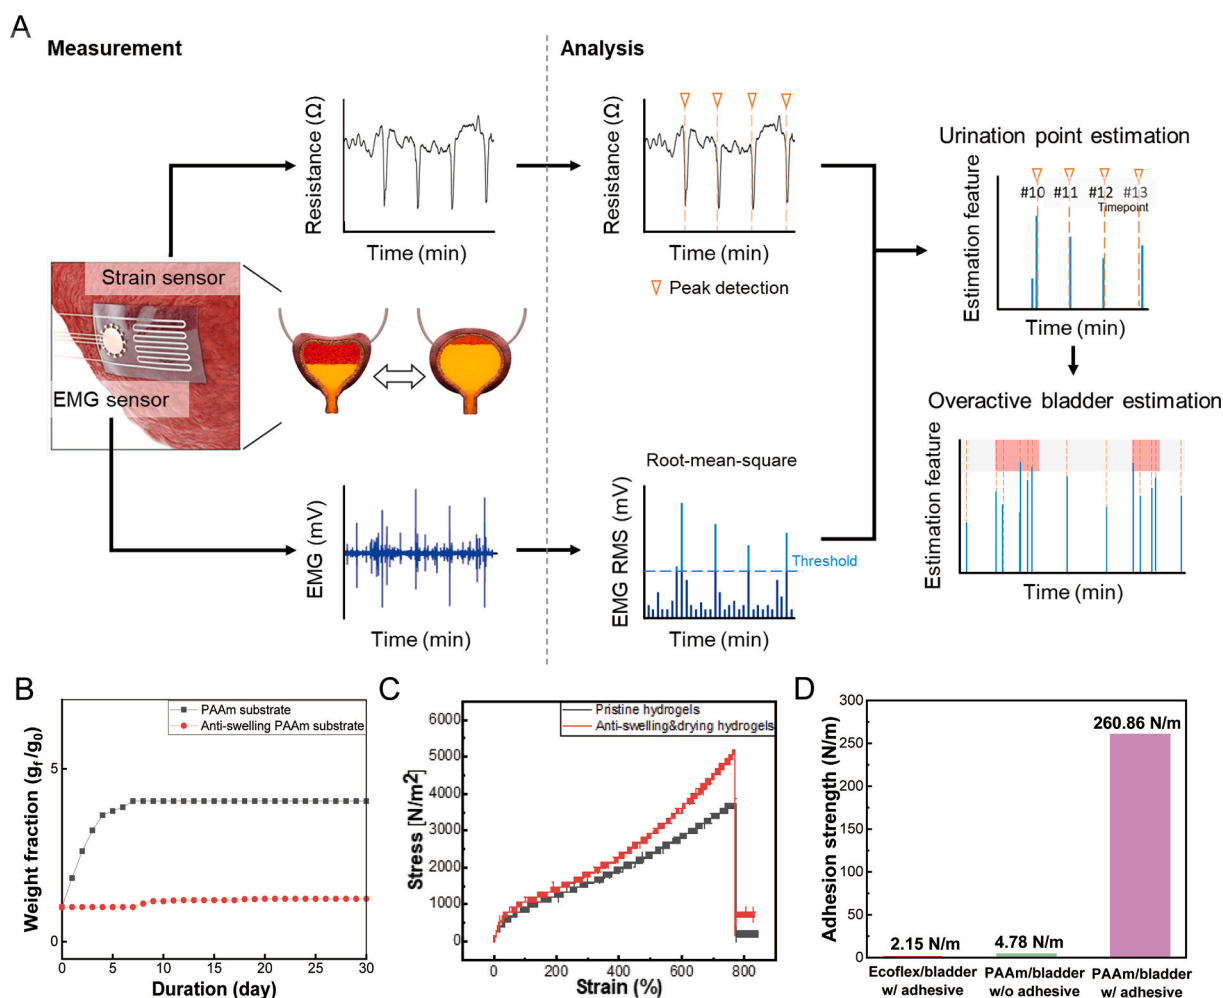 A
Measurement
Analysis
Resistance (Ω)
Time (min)
Resistance (Ω)
Time (min)
Peak detection
Urination point estimation
Estimation feature
#10 #11 #12 #13
Timepoint
Time (min)
Strain sensor
EMG sensor
Overactive bladder estimation
Estimation feature
Time (min)
EMG (mV)
Time (min)
Root-mean-square
EMG RMS (mV)
Threshold
Time (min)
B
PAAm substrate
Anti-swelling PAAm substrate
Weight fraction (gf/g0)
5
0
0 5 10 15 20 25 30
Duration (day)
C
Pristine hydrogels
Anti-swelling&drying hydrogels
Stress [N/m²]
6000
5000
4000
3000
2000
1000
0
0 200 400 600 800
Strain (%)
D
Adhesion strength (N/m)
300
250
200
150
100
50
0
2.15 N/m
4.78 N/m
260.86 N/m
Ecoflex/bladder
w/ adhesive
PAAm/bladder
w/o adhesive
PAAm/bladder
w/ adhesive